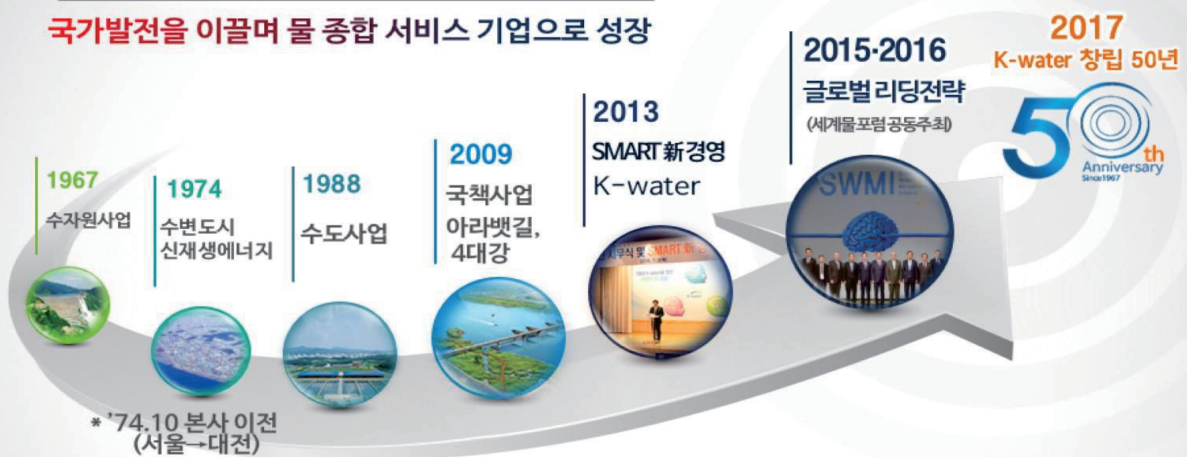 국가발전을 이끌며 물 종합 서비스 기업으로 성장
1967
수자원사업
1974
수변도시
신재생에너지
* '74.10 본사 이전
(서울→대전)
1988
수도사업
2009
국책사업
아라뱃길,
4대강
2013
SMART 新경영
K-water
SMART 新
2015·2016
글로벌 리딩전략
(세계물포럼 공동주최)
SWMI
2017
K-water 창립 50년
50th
Anniversary
Since1967